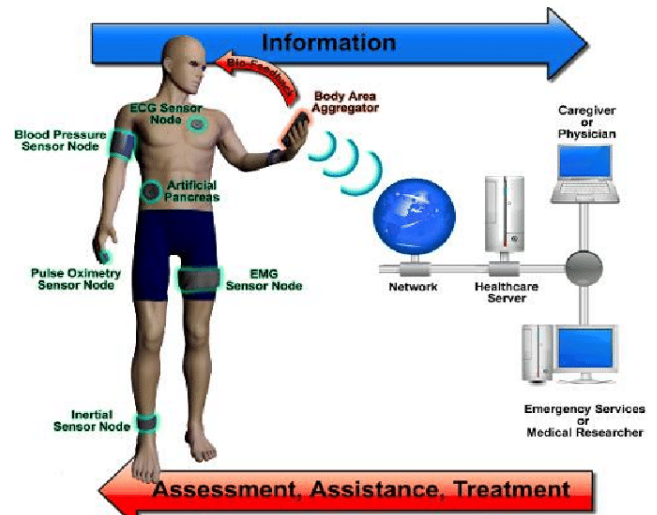 Information
Bio-Feedback
Body Area
Aggregator
ECG Sensor
Node
Caregiver
or
Physician
Blood Pressure
Sensor Node
Artificial
Pancreas
Pulse Oximetry
Sensor Node
EMG
Sensor Node
Network
Healthcare
Server
Inertial
Sensor Node
Emergency Services
or
Medical Researcher
Assessment, Assistance, Treatment